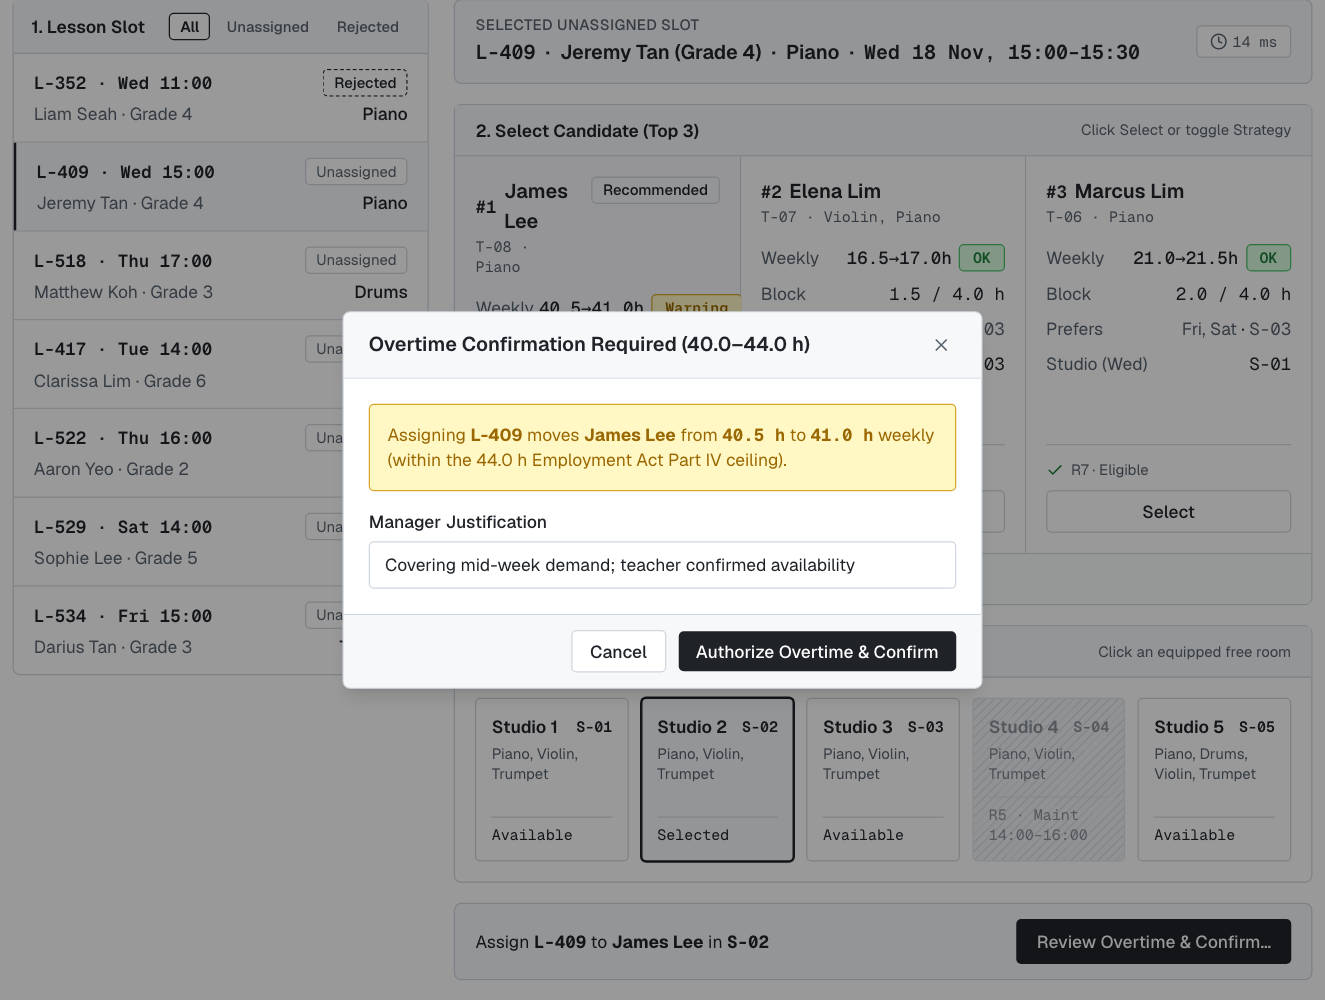 1. Lesson Slot All Unassigned Rejected
L-352 · Wed 11:00 Rejected
Liam Seah · Grade 4 Piano
L-409 · Wed 15:00 Unassigned
Jeremy Tan · Grade 4 Piano
L-518 · Thu 17:00 Unassigned
Matthew Koh · Grade 3 Drums
L-417 · Tue 14:00 Una
Clarissa Lim · Grade 6
L-522 · Thu 16:00 Una
Aaron Yeo · Grade 2
L-529 · Sat 14:00 Una
Sophie Lee · Grade 5
L-534 · Fri 15:00 Una
Darius Tan · Grade 3
SELECTED UNASSIGNED SLOT
L-409 · Jeremy Tan (Grade 4) · Piano · Wed 18 Nov, 15:00–15:30
14 ms
2. Select Candidate (Top 3)
Click Select or toggle Strategy
#1 James Lee Recommended
T-08 · Piano
Weekly 40.5→41.0h Warning
#2 Elena Lim
T-07 · Violin, Piano
Weekly 16.5→17.0h OK
Block 1.5 / 4.0 h
03
03
#3 Marcus Lim
T-06 · Piano
Weekly 21.0→21.5h OK
Block 2.0 / 4.0 h
Prefers Fri, Sat · S-03
Studio (Wed) S-01
R7 · Eligible
Select
Overtime Confirmation Required (40.0–44.0 h)
Assigning L-409 moves James Lee from 40.5 h to 41.0 h weekly
(within the 44.0 h Employment Act Part IV ceiling).
Manager Justification
Covering mid-week demand; teacher confirmed availability
Cancel
Authorize Overtime & Confirm
Click an equipped free room
Studio 1 S-01
Piano, Violin,
Trumpet
Available
Studio 2 S-02
Piano, Violin,
Trumpet
Selected
Studio 3 S-03
Piano, Violin,
Trumpet
Available
Studio 4 S-04
Piano, Violin,
Trumpet
R5 · Maint
14:00–16:00
Studio 5 S-05
Piano, Drums,
Violin, Trumpet
Available
Assign L-409 to James Lee in S-02
Review Overtime & Confirm…